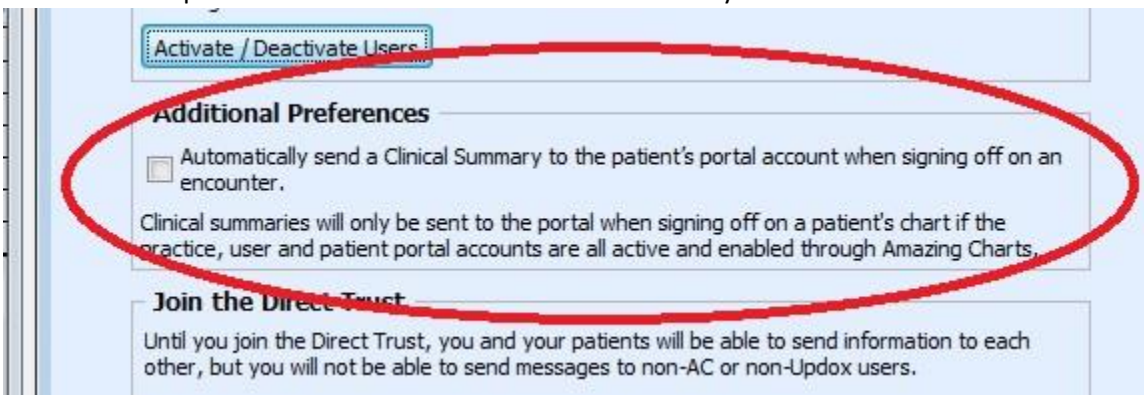 Activate / Deactivate Users
Additional Preferences
Automatically send a Clinical Summary to the patient's portal account when signing off on an
encounter.
Clinical summaries will only be sent to the portal when signing off on a patient's chart if the
practice, user and patient portal accounts are all active and enabled through Amazing Charts.
Join the Direct Trust
Until you join the Direct Trust, you and your patients will be able to send information to each
other, but you will not be able to send messages to non-AC or non-Updox users.